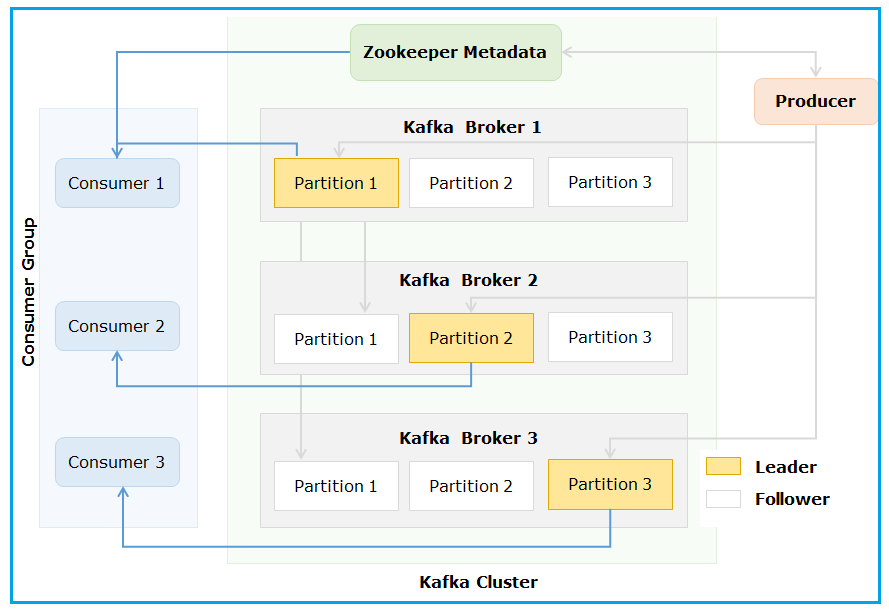 Zookeeper Metadata
Producer
Kafka  Broker 1
Consumer 1
Partition 1
Partition 2
Partition 3
Kafka  Broker 2
Consumer Group
Consumer 2
Partition 1
Partition 2
Partition 3
Kafka  Broker 3
Consumer 3
Partition 1
Partition 2
Partition 3
Leader
Follower
Kafka Cluster